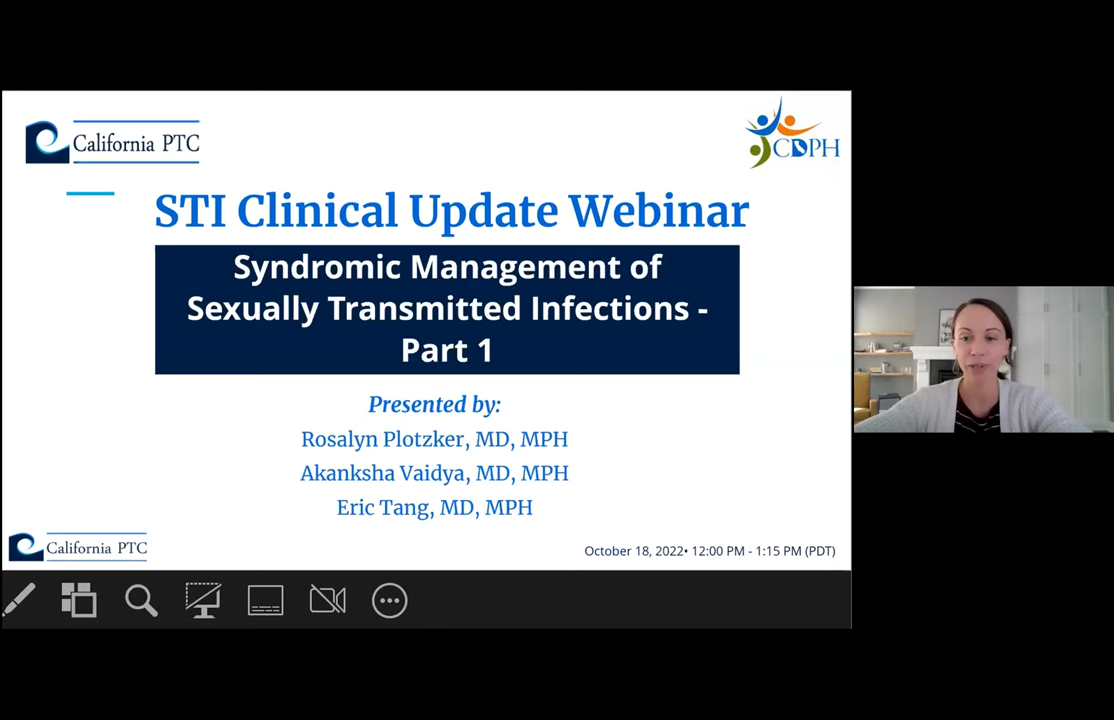 California PTC
CDPH
STI Clinical Update Webinar
Syndromic Management of
Sexually Transmitted Infections -
Part 1
Presented by:
Rosalyn Plotzker, MD, MPH
Akanksha Vaidya, MD, MPH
Eric Tang, MD, MPH
California PTC
October 18, 2022• 12:00 PM - 1:15 PM (PDT)